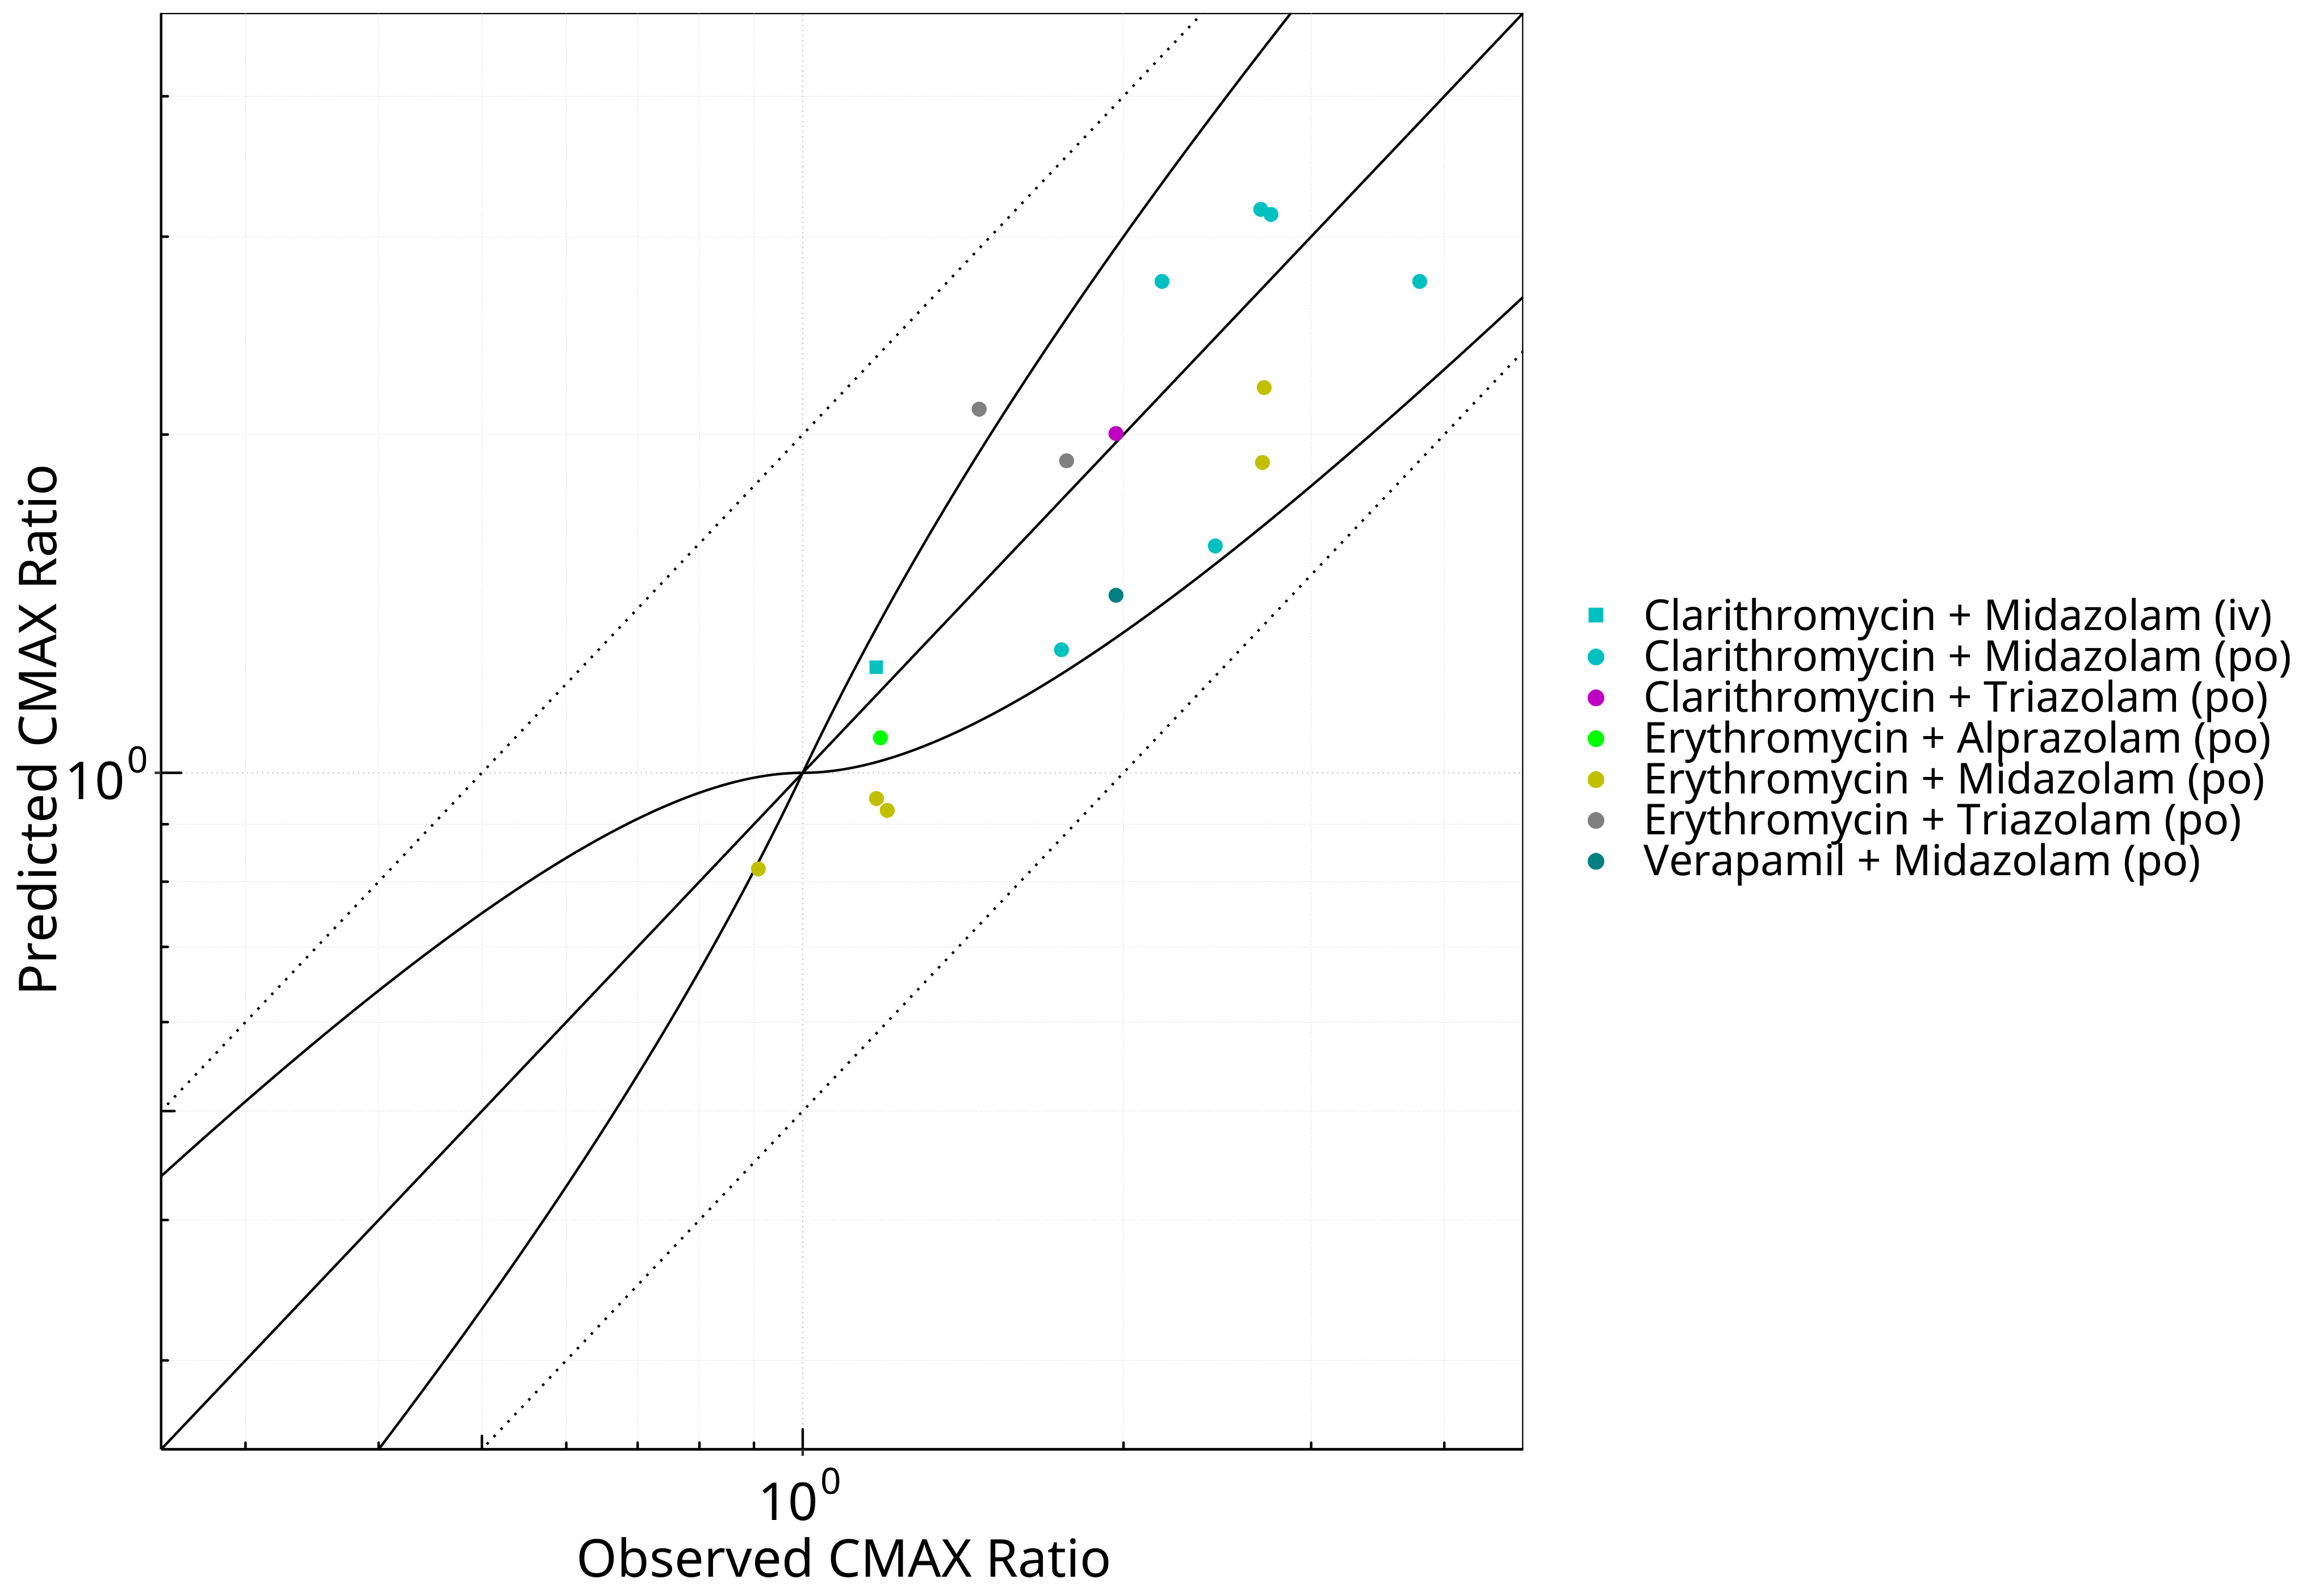 Predicted CMAX Ratio
10^0
10^0
Observed CMAX Ratio
Clarithromycin + Midazolam (iv)
Clarithromycin + Midazolam (po)
Clarithromycin + Triazolam (po)
Erythromycin + Alprazolam (po)
Erythromycin + Midazolam (po)
Erythromycin + Triazolam (po)
Verapamil + Midazolam (po)